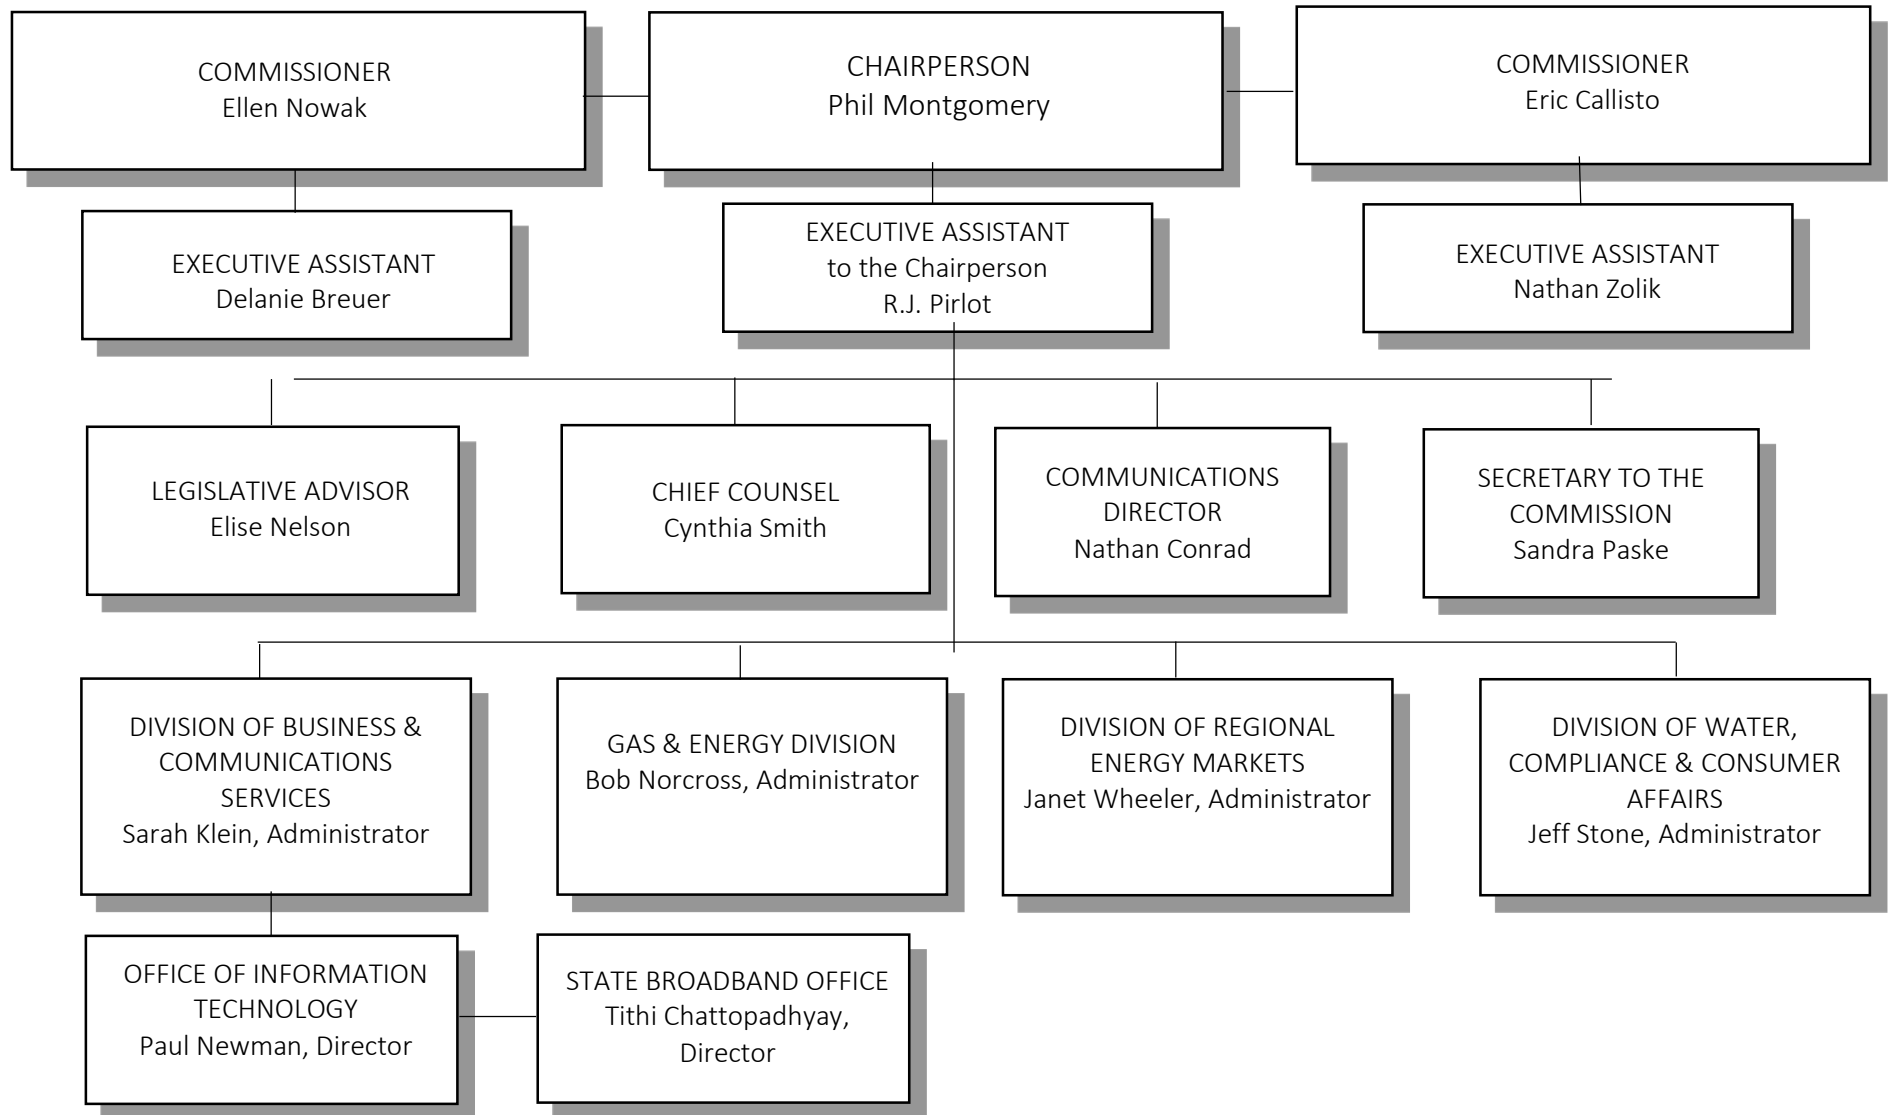 COMMISSIONER
Ellen Nowak
CHAIRPERSON
Phil Montgomery
COMMISSIONER
Eric Callisto
EXECUTIVE ASSISTANT
Delanie Breuer
EXECUTIVE ASSISTANT
to the Chairperson
R.J. Pirlot
EXECUTIVE ASSISTANT
Nathan Zolik
LEGISLATIVE ADVISOR
Elise Nelson
CHIEF COUNSEL
Cynthia Smith
COMMUNICATIONS
DIRECTOR
Nathan Conrad
SECRETARY TO THE
COMMISSION
Sandra Paske
DIVISION OF BUSINESS &
COMMUNICATIONS
SERVICES
Sarah Klein, Administrator
GAS & ENERGY DIVISION
Bob Norcross, Administrator
DIVISION OF REGIONAL
ENERGY MARKETS
Janet Wheeler, Administrator
DIVISION OF WATER,
COMPLIANCE & CONSUMER
AFFAIRS
Jeff Stone, Administrator
OFFICE OF INFORMATION
TECHNOLOGY
Paul Newman, Director
STATE BROADBAND OFFICE
Tithi Chattopadhyay,
Director